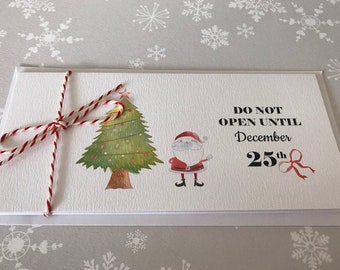 DO NOT
OPEN UNTIL
December
25th